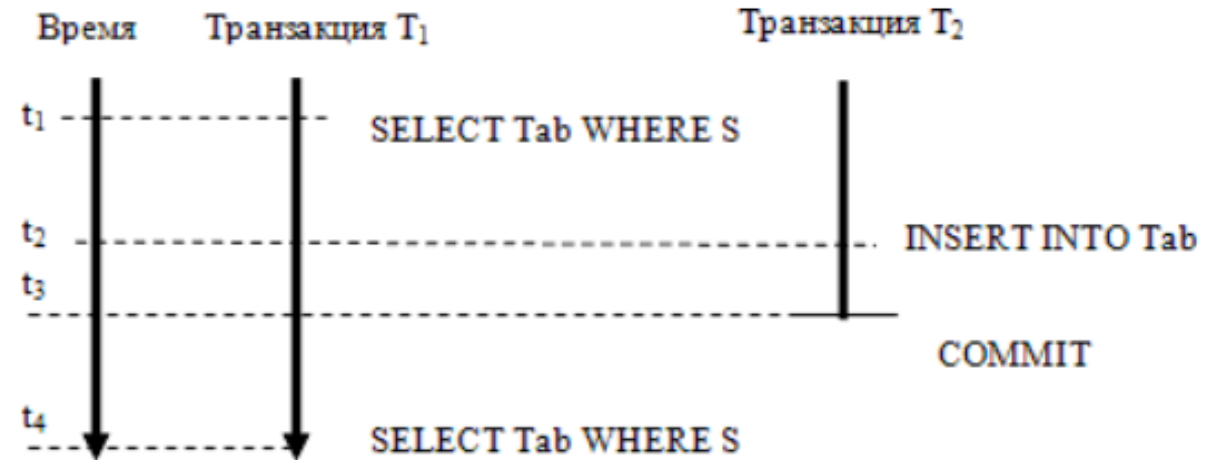 Время Транзакция T₁ Транзакция T₂
t₁ SELECT Tab WHERE S
t₂ INSERT INTO Tab
t₃
COMMIT
t₄ SELECT Tab WHERE S